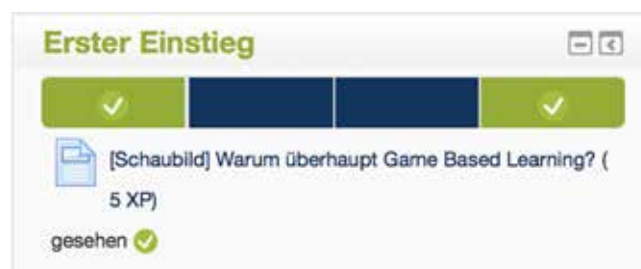 Erster Einstieg
[Schaubild] Warum überhaupt Game Based Learning? (
5 XP)
gesehen